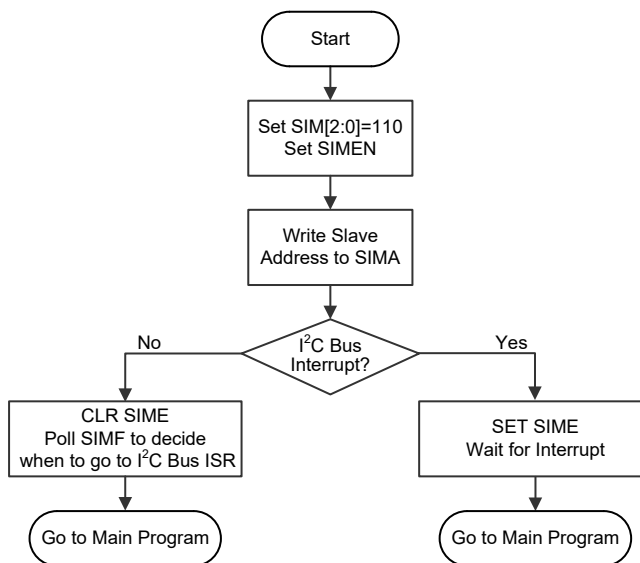 Start
Set SIM[2:0]=110
Set SIMEN
Write Slave
Address to SIMA
I²C Bus
Interrupt?
No
Yes
CLR SIME
Poll SIMF to decide
when to go to I²C Bus ISR
SET SIME
Wait for Interrupt
Go to Main Program
Go to Main Program